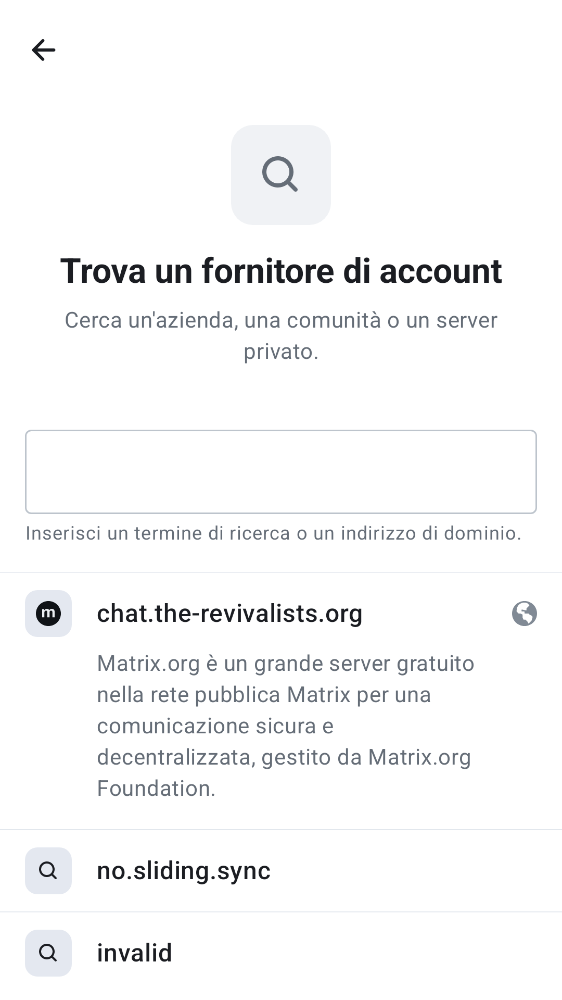 Trova un fornitore di account
Cerca un'azienda, una comunità o un server
privato.
Inserisci un termine di ricerca o un indirizzo di dominio.
m
chat.the-revivalists.org
Matrix.org è un grande server gratuito
nella rete pubblica Matrix per una
comunicazione sicura e
decentralizzata, gestito da Matrix.org
Foundation.
no.sliding.sync
invalid